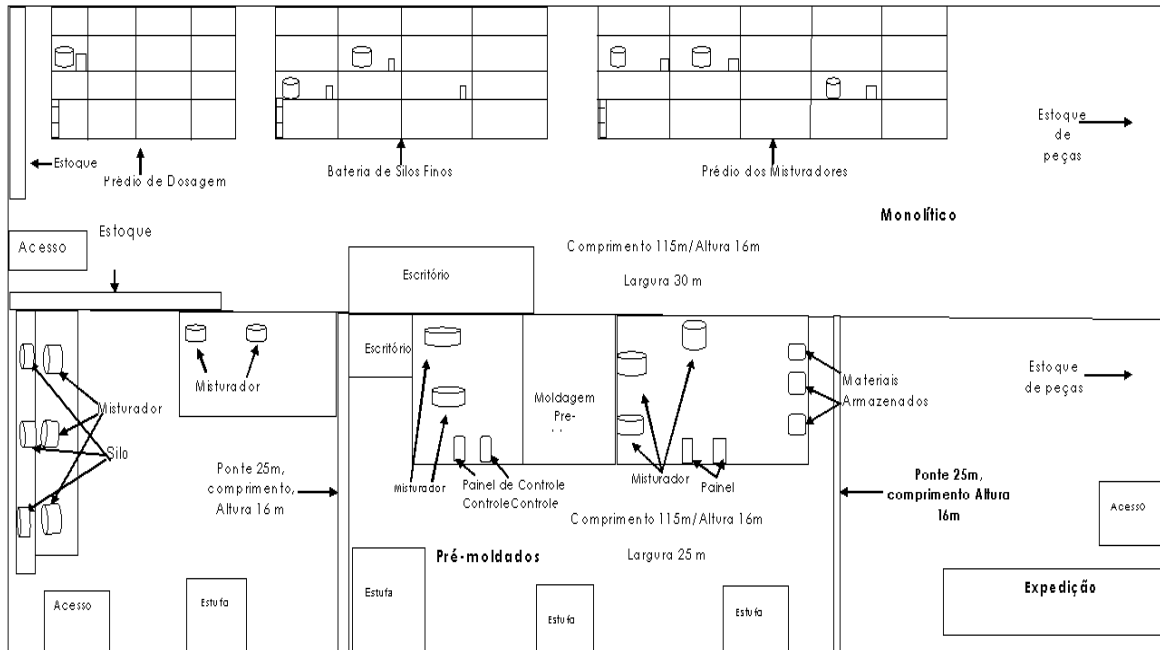 Estoque
Prédio de Dosagem
Bateria de Silos Finos
Prédio dos Misturadores
Estoque
de
peças
Monolítico
Acesso
Estoque
Comprimento 115m/Altura 16m
Largura 30 m
Escritório
Escritório
Misturador
Misturador
Silo
Moldagem
Pre-
Materiais
Armazenados
Estoque
de peças
Ponte 25m,
comprimento,
Altura 16 m
Misturador
Painel de Controle
ControleControle
Misturador
Painel
Ponte 25m,
comprimento Altura
16m
Comprimento 115m/Altura 16m
Largura 25 m
Pré-moldados
Acesso
Acesso
Estufa
Estufa
Estufa
Estufa
Expedição